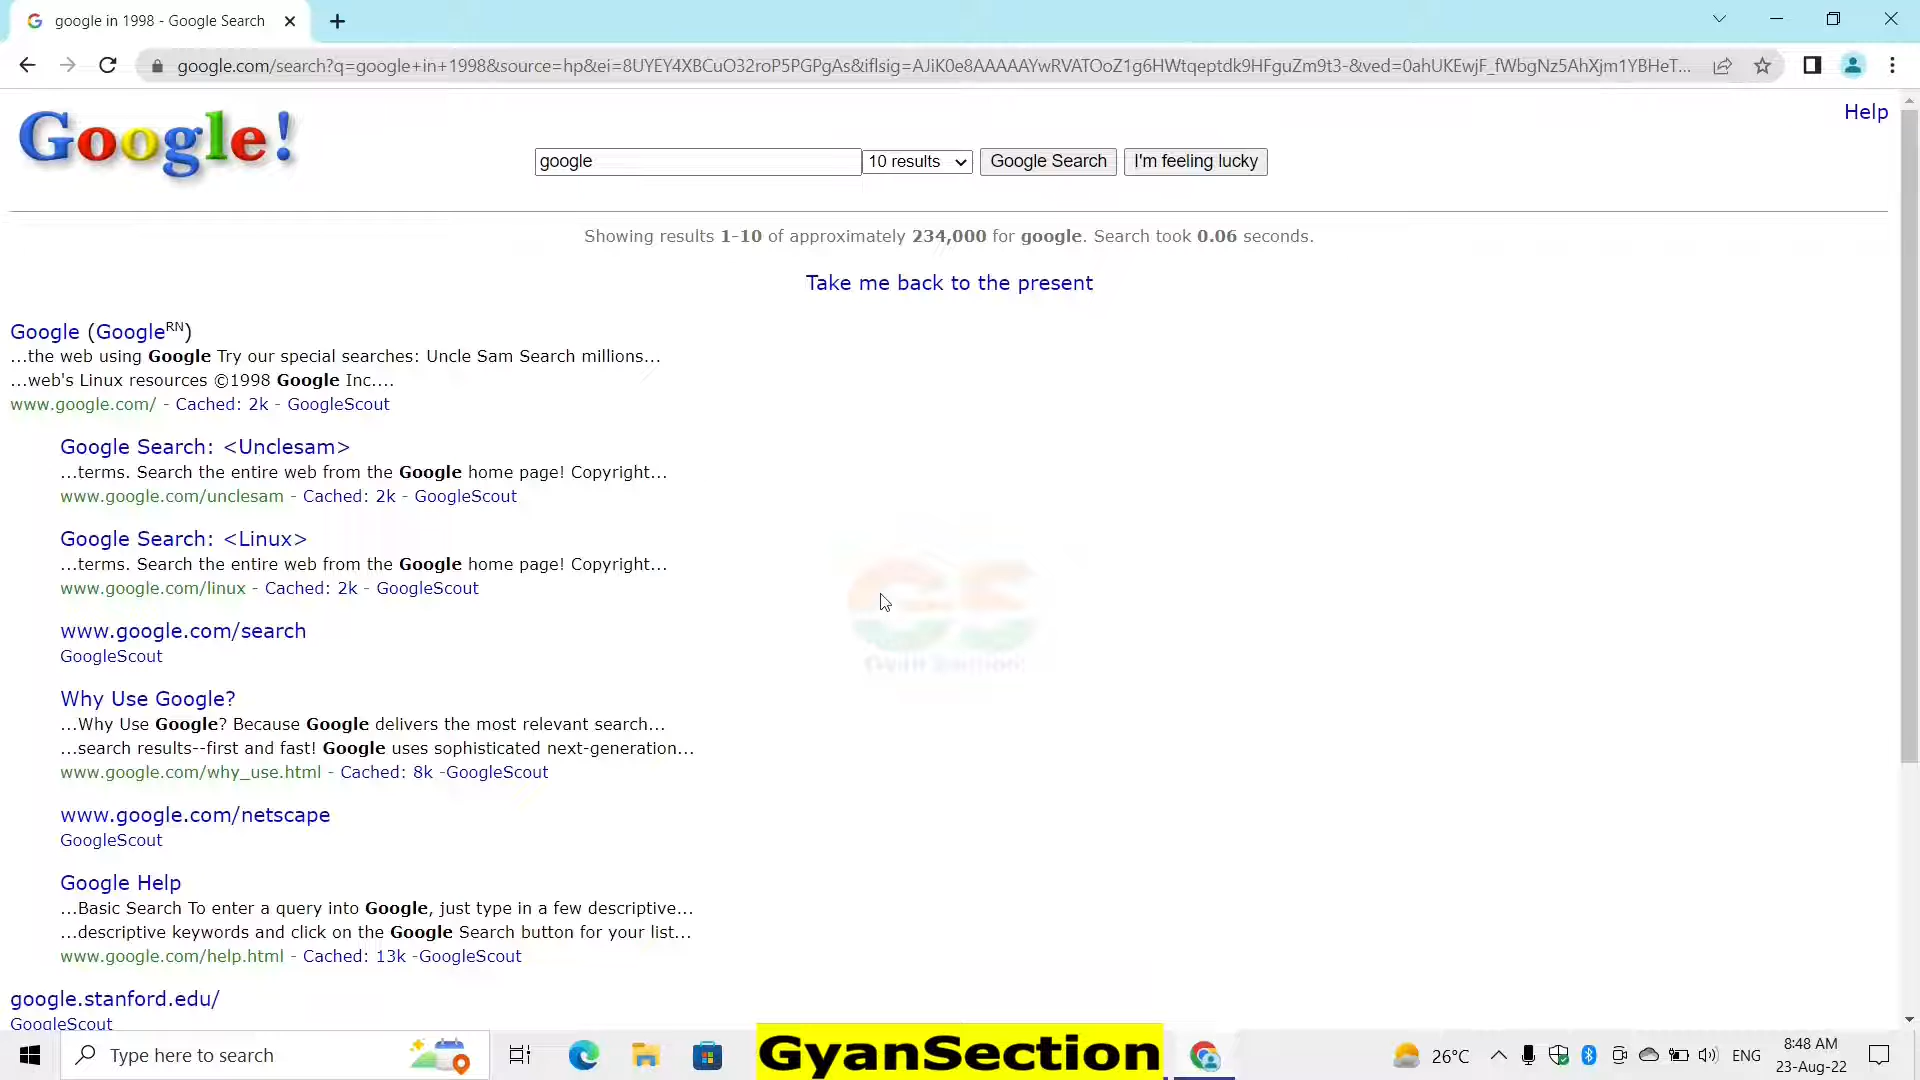 google in 1998 - Google Search
google.com/search?q=google+in+1998&source=hp&ei=8UYEY4XBCuO32roP5PGPgAs&iflsig=AJiK0e8AAAAAYwRVATOoZ1g6HWtqeptdk9HFguZm9t3-&ved=0ahUKEwjF_fWbgNz5AhXjm1YBHeT...
Help
Google!
google 10 results Google Search I'm feeling lucky
Showing results 1-10 of approximately 234,000 for google. Search took 0.06 seconds.
Take me back to the present
Google (GoogleRN)
...the web using Google Try our special searches: Uncle Sam Search millions...
...web's Linux resources ©1998 Google Inc....
www.google.com/ - Cached: 2k - GoogleScout
Google Search: <Unclesam>
...terms. Search the entire web from the Google home page! Copyright...
www.google.com/unclesam - Cached: 2k - GoogleScout
Google Search: <Linux>
...terms. Search the entire web from the Google home page! Copyright...
www.google.com/linux - Cached: 2k - GoogleScout
www.google.com/search
GoogleScout
Why Use Google?
...Why Use Google? Because Google delivers the most relevant search...
...search results--first and fast! Google uses sophisticated next-generation...
www.google.com/why_use.html - Cached: 8k -GoogleScout
www.google.com/netscape
GoogleScout
Google Help
...Basic Search To enter a query into Google, just type in a few descriptive...
...descriptive keywords and click on the Google Search button for your list...
www.google.com/help.html - Cached: 13k -GoogleScout
google.stanford.edu/
GoogleScout
GS
Gyan Section
Type here to search
GyanSection
26°C
ENG
8:48 AM
23-Aug-22